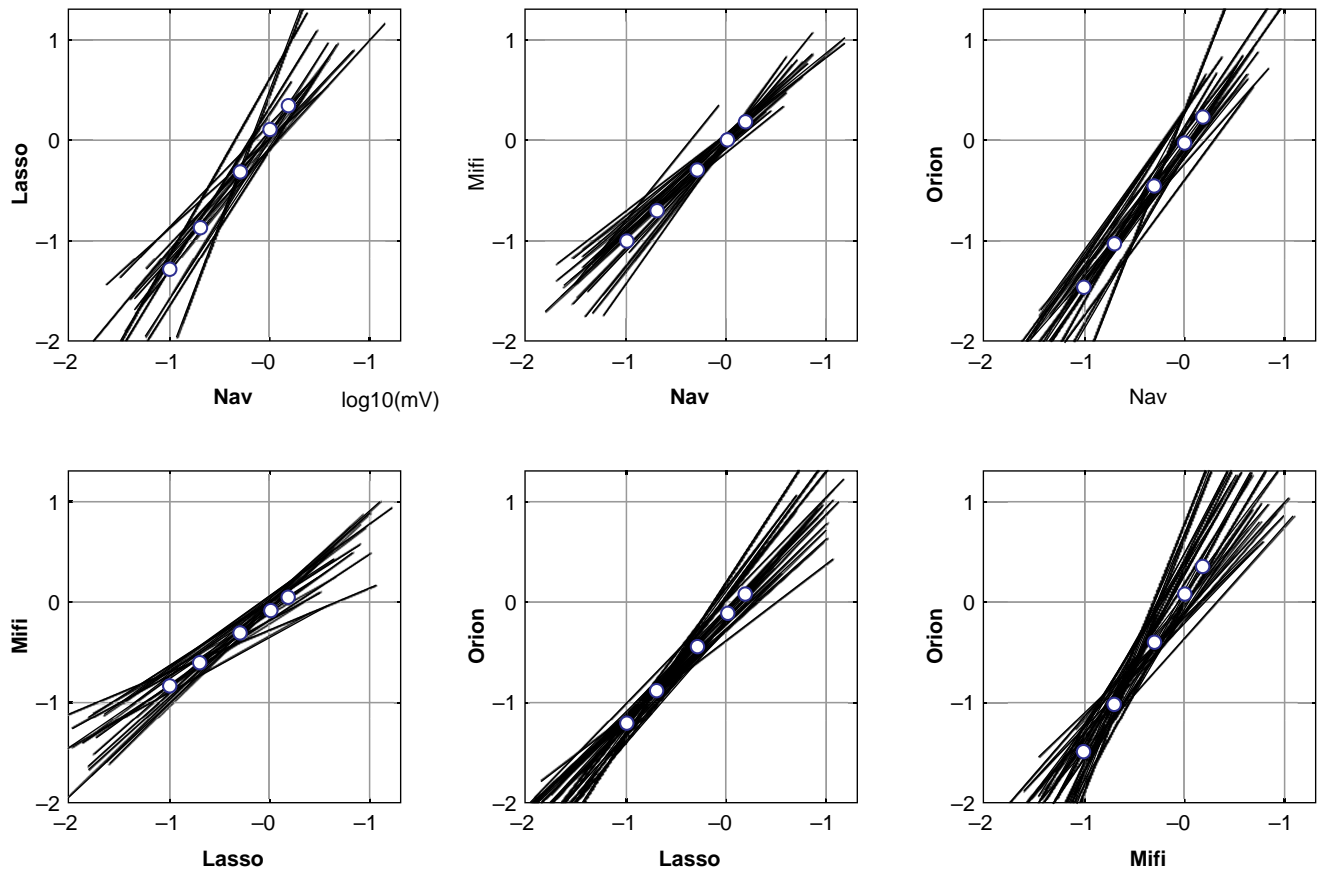 1
0
–1
–2
Lasso
–2 –1 –0 –1
Nav
log10(mV)
1
0
–1
–2
Mifi
–2 –1 –0 –1
Nav
1
0
–1
–2
Orion
–2 –1 –0 –1
Nav
1
0
–1
–2
Mifi
–2 –1 –0 –1
Lasso
1
0
–1
–2
Orion
–2 –1 –0 –1
Lasso
1
0
–1
–2
Orion
–2 –1 –0 –1
Mifi